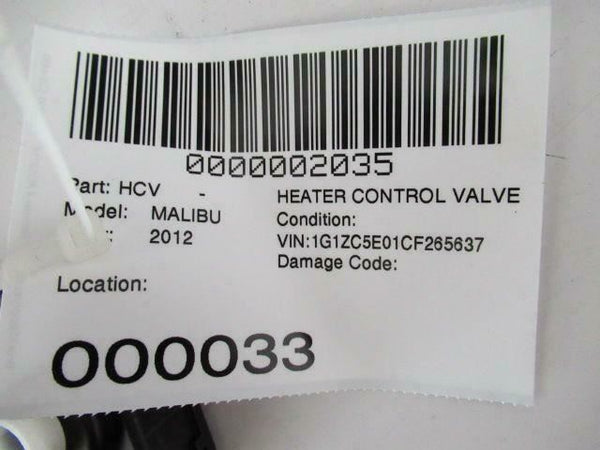 0000002035
Part: HCV - HEATER CONTROL VALVE
Model: MALIBU Condition:
: 2012 VIN:1G1ZC5E01CF265637
Damage Code:
Location:
000033